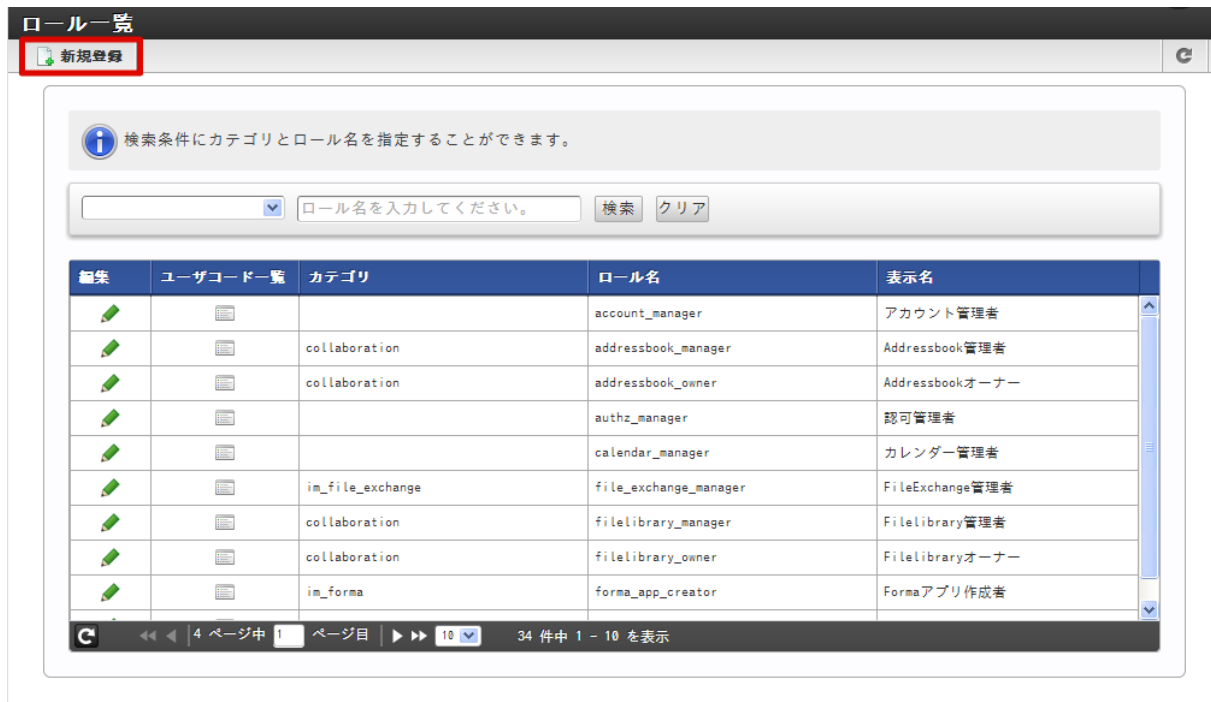 ロール一覧
新規登録
検索条件にカテゴリとロール名を指定することができます。
ロール名を入力してください。 検索 クリア
編集 ユーザコード一覧 カテゴリ ロール名 表示名
account_manager アカウント管理者
collaboration addressbook_manager Addressbook管理者
collaboration addressbook_owner Addressbookオーナー
authz_manager 認可管理者
calendar_manager カレンダー管理者
im_file_exchange file_exchange_manager FileExchange管理者
collaboration filelibrary_manager Filelibrary管理者
collaboration filelibrary_owner Filelibraryオーナー
im_forma forma_app_creator Formaアプリ作成者
4 ページ中 1 ページ目 10 34 件中 1 - 10 を表示